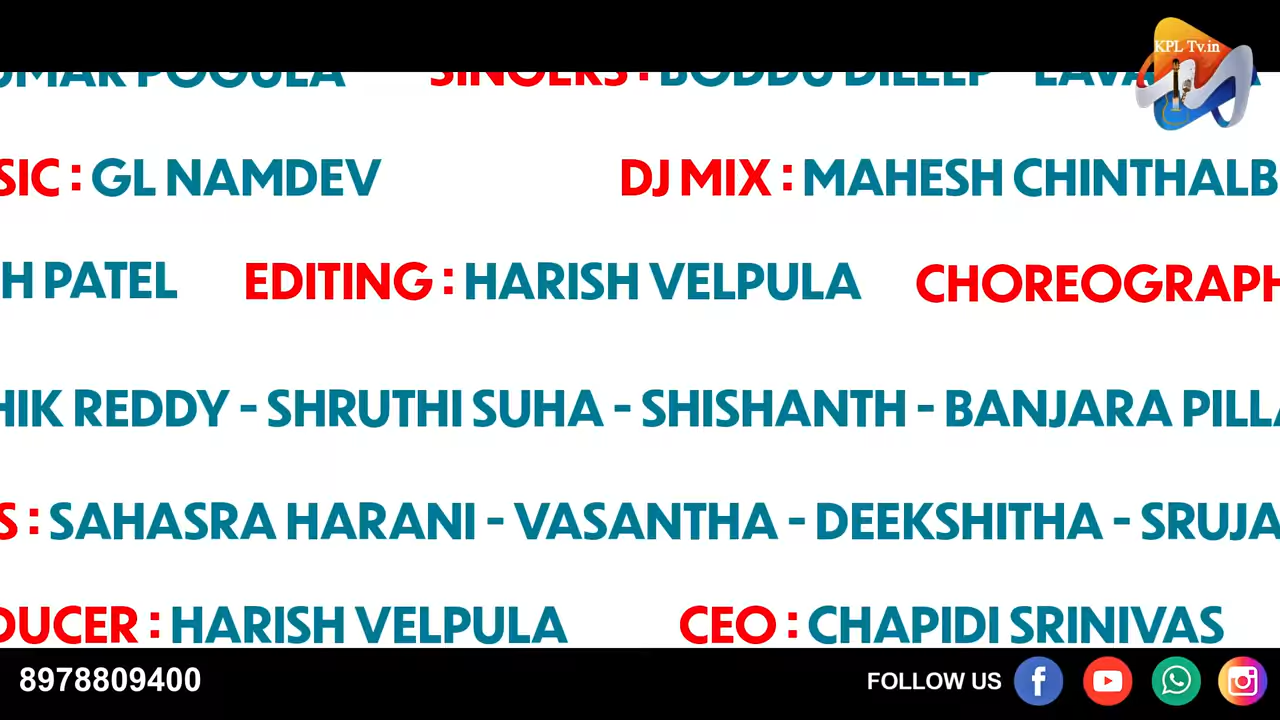 KPL Tv.in
POGULA SINGERS : BODDU DILEEP -
SIC : GL NAMDEV DJ MIX : MAHESH CHINTHALB
H PATEL EDITING : HARISH VELPULA CHOREOGRAPH
HIK REDDY - SHRUTHI SUHA - SHISHANTH - BANJARA PILLA
S : SAHASRA HARANI - VASANTHA - DEEKSHITHA - SRUJA
DUCER : HARISH VELPULA CEO : CHAPIDI SRINIVAS
8978809400 FOLLOW US